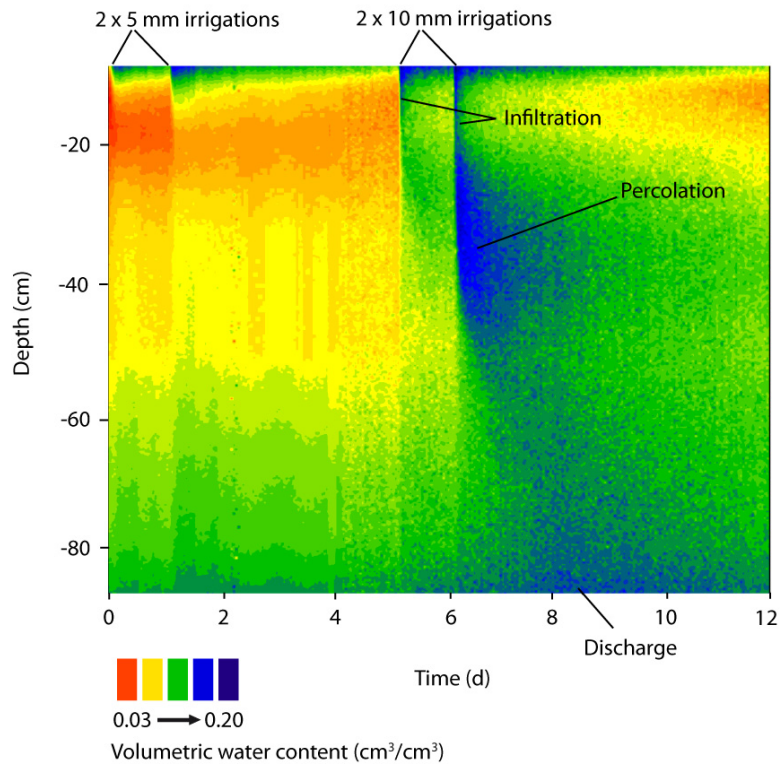 2 x 5 mm irrigations
2 x 10 mm irrigations
Infiltration
Percolation
-20
-40
-60
-80
Depth (cm)
0 2 4 6 8 10 12
Discharge
Time (d)
0.03 0.20
Volumetric water content (cm³/cm³)